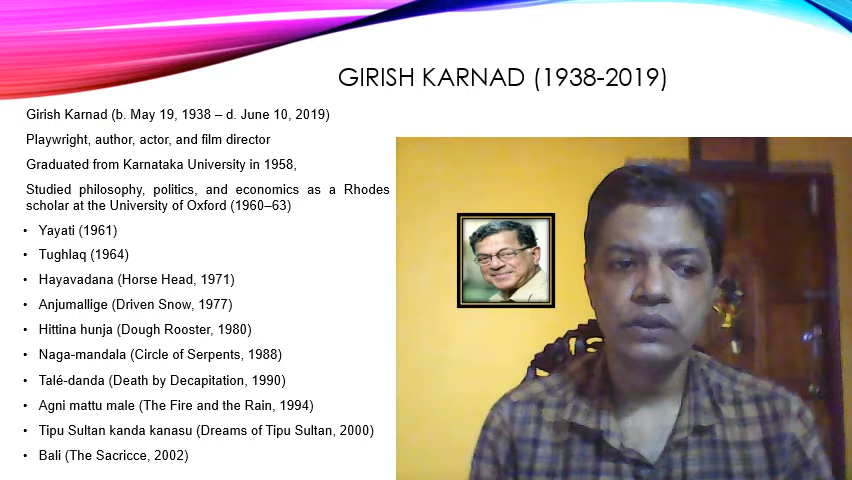 GIRISH KARNAD (1938-2019)
Girish Karnad (b. May 19, 1938 – d. June 10, 2019)
Playwright, author, actor, and film director
Graduated from Karnataka University in 1958,
Studied philosophy, politics, and economics as a Rhodes
scholar at the University of Oxford (1960–63)
• Yayati (1961)
• Tughlaq (1964)
• Hayavadana (Horse Head, 1971)
• Anjumallige (Driven Snow, 1977)
• Hittina hunja (Dough Rooster, 1980)
• Naga-mandala (Circle of Serpents, 1988)
• Talé-danda (Death by Decapitation, 1990)
• Agni mattu male (The Fire and the Rain, 1994)
• Tipu Sultan kanda kanasu (Dreams of Tipu Sultan, 2000)
• Bali (The Sacricce, 2002)